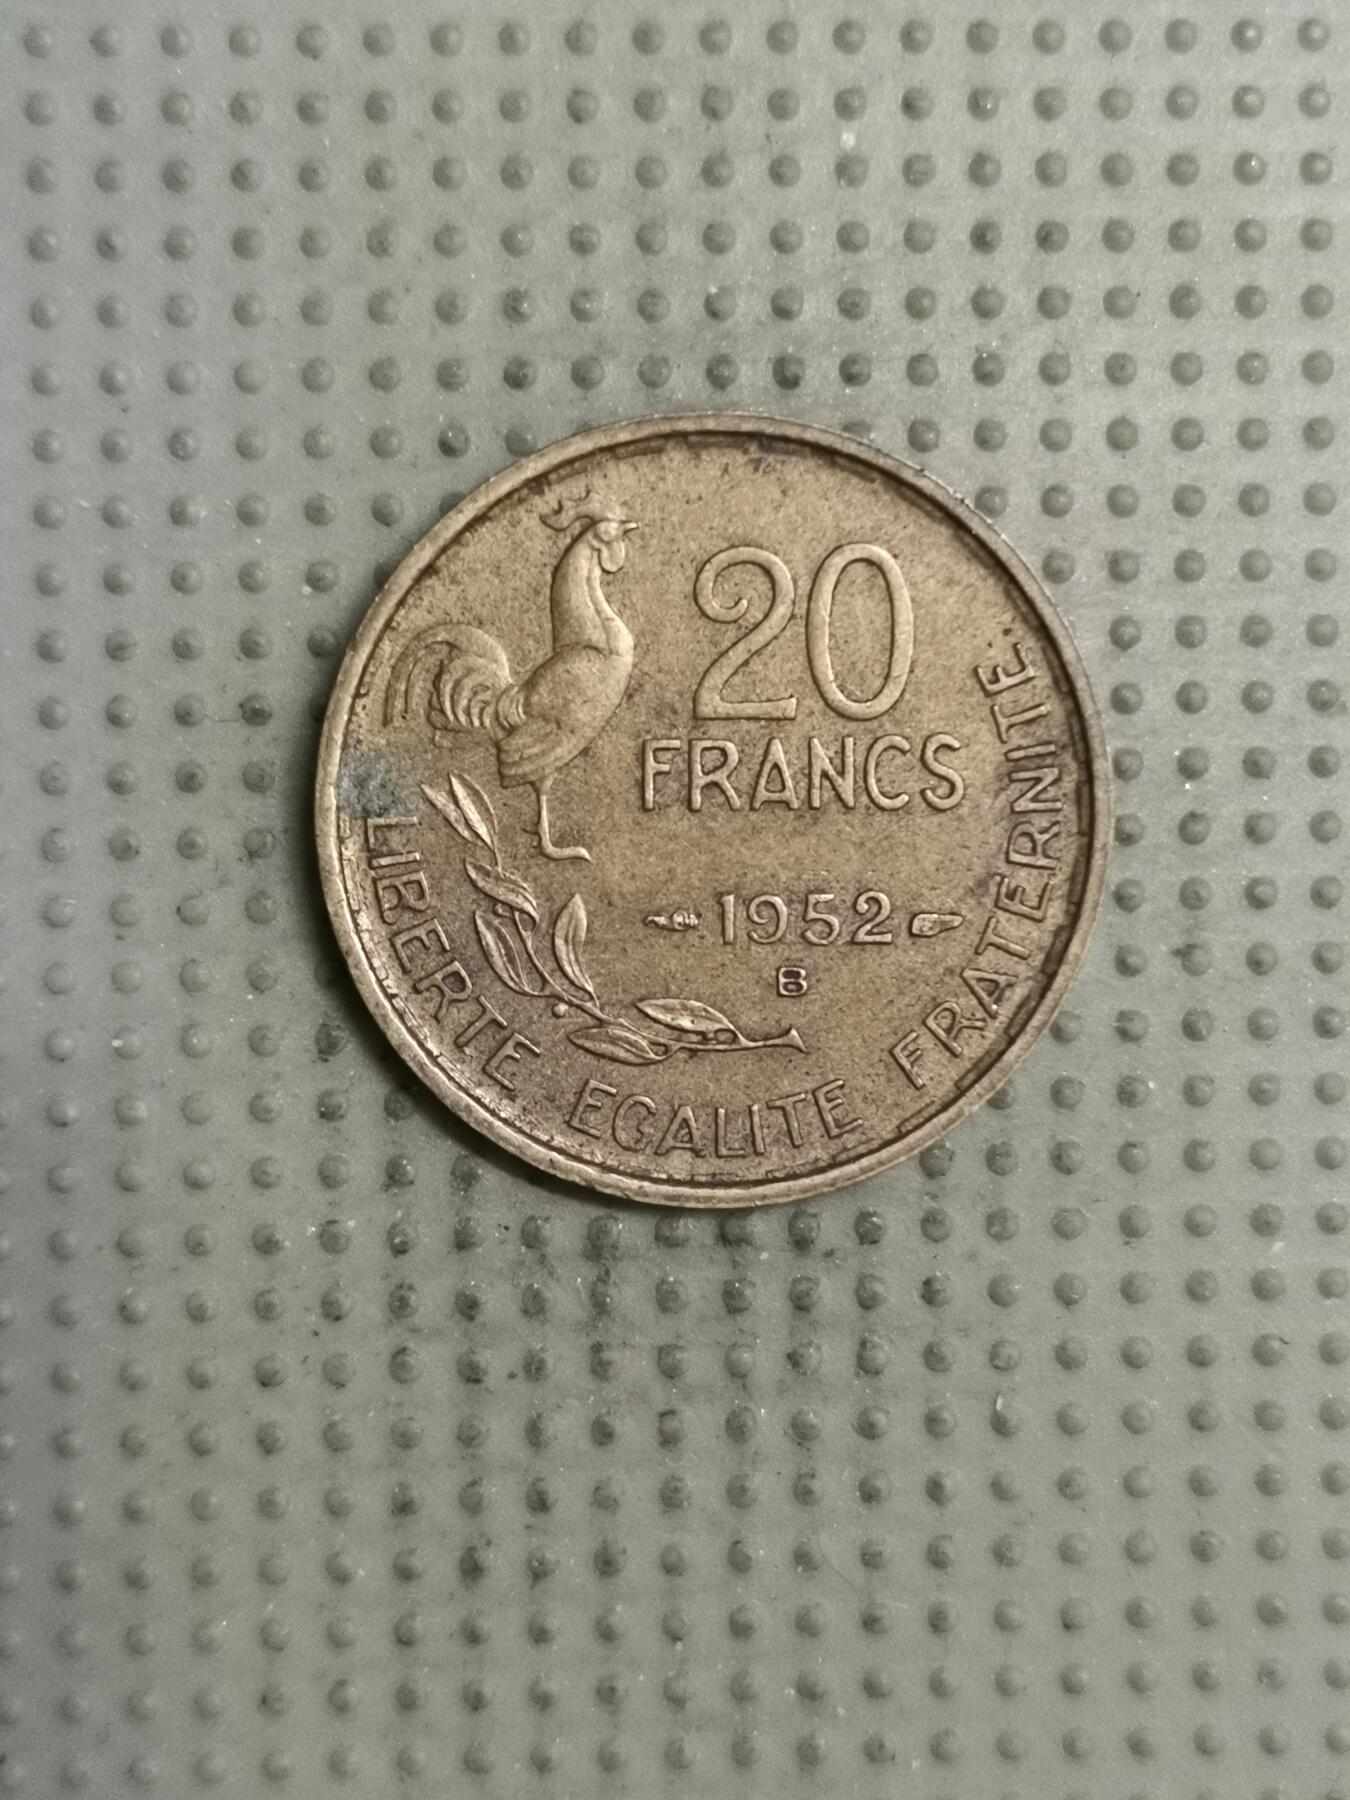 20
FRANCS
1952
B
LIBERTE EGALITE FRATERNITE